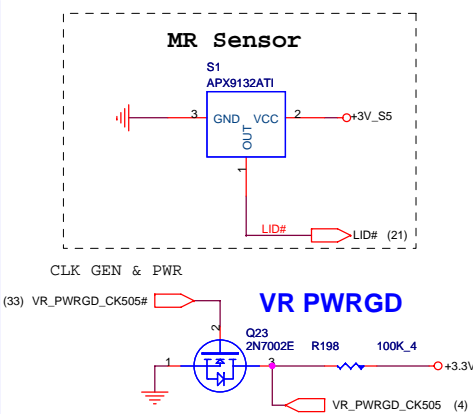 MR Sensor
S1
APX9132ATI
3 GND VCC 2 +3V_S5
OUT
1
LID# LID# (21)
CLK GEN & PWR
(33) VR_PWRGD_CK505# VR PWRGD
2 Q23
2N7002E R198 100K_4
1 3 +3.3V
VR_PWRGD_CK505 (4)